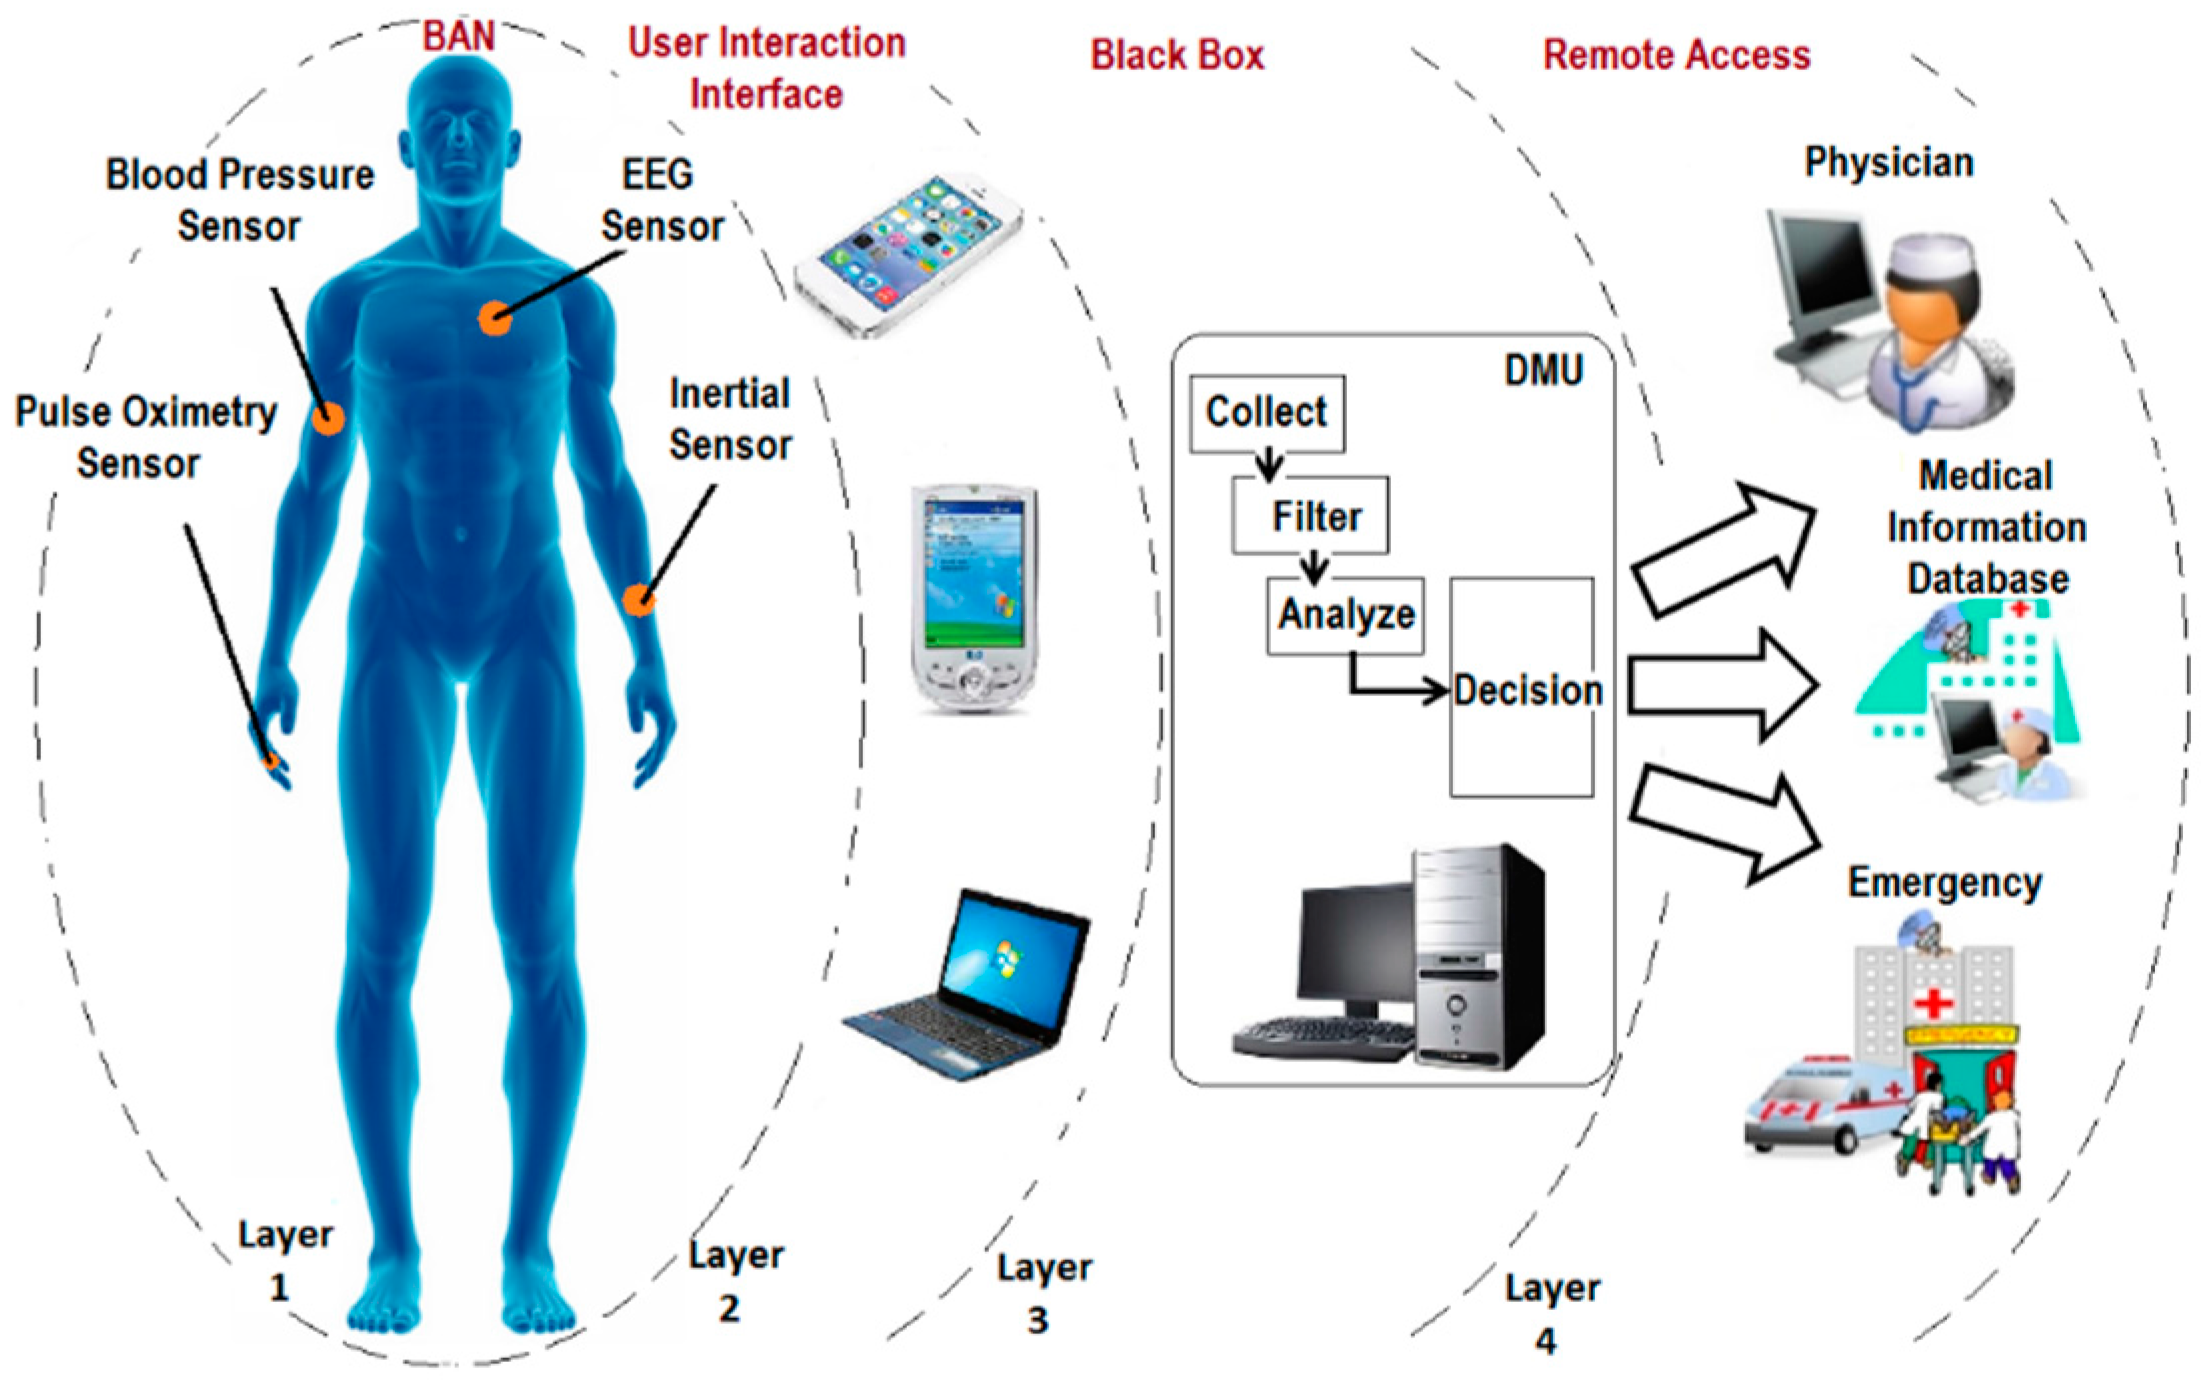 BAN
User Interaction
Interface
Black Box
Remote Access
Blood Pressure
Sensor
EEG
Sensor
Pulse Oximetry
Sensor
Inertial
Sensor
DMU
Collect
Filter
Analyze
Decision
Physician
Medical
Information
Database
Emergency
EMERGENCY
Layer
1
Layer
2
Layer
3
Layer
4